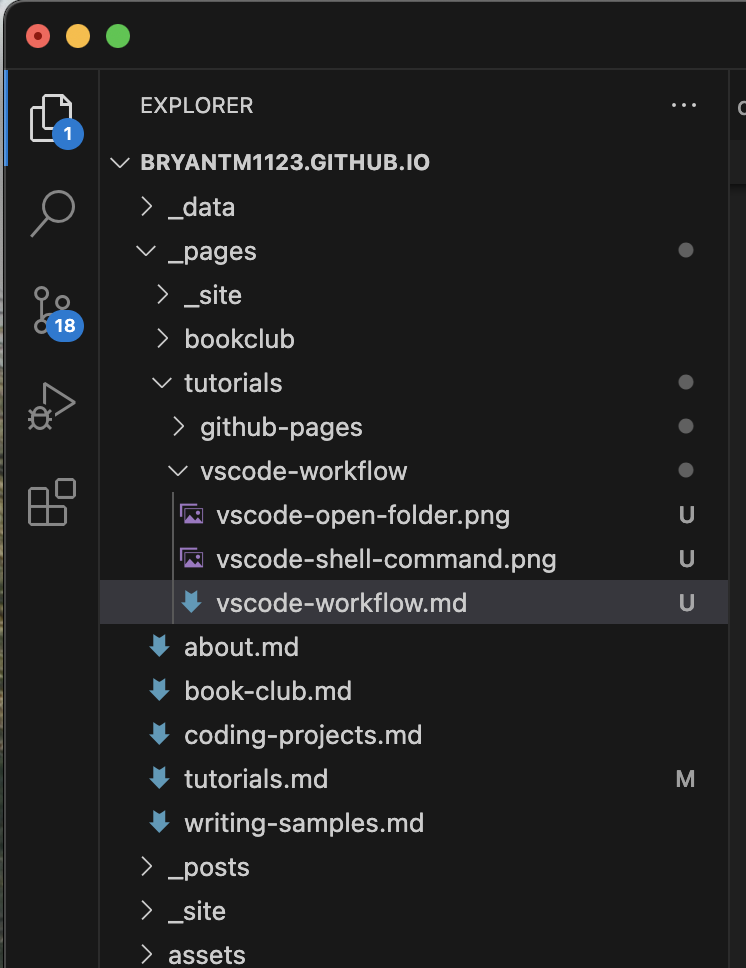 EXPLORER
1
BRYANTM1123.GITHUB.IO
_data
_pages
_site
18
bookclub
tutorials
github-pages
vscode-workflow
vscode-open-folder.png U
vscode-shell-command.png U
vscode-workflow.md U
about.md
book-club.md
coding-projects.md
tutorials.md M
writing-samples.md
_posts
_site
assets